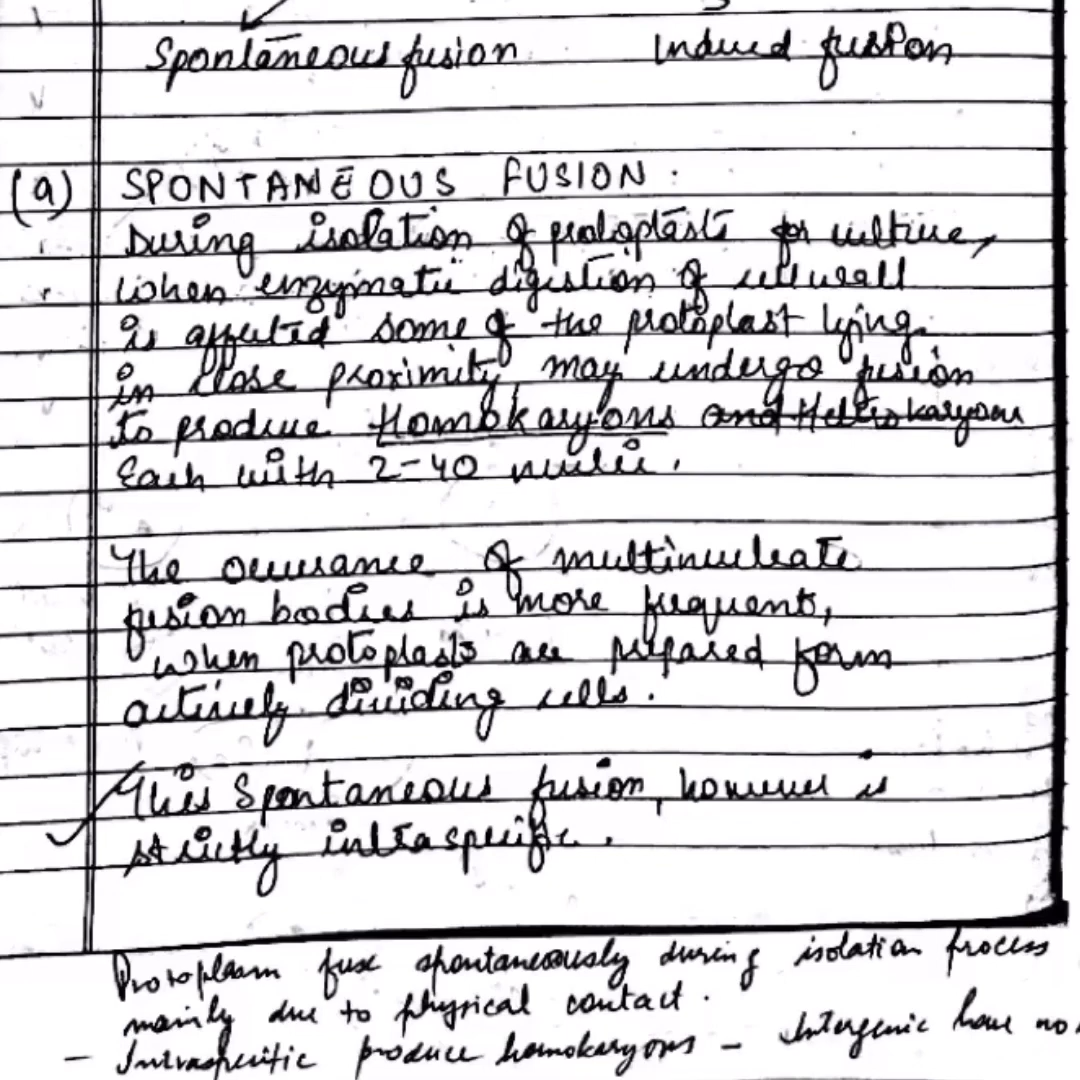 Spontaneous fusion Induced fusion
(a) SPONTANEOUS FUSION.
During isolation of protoplasts for culture,
when enzymatic digestion of cell wall
is affected some of the protoplast lying
in close proximity, may undergo fusion
to produce Homokaryons and Heterokaryons
Each with 2-40 nuclei.
The occurance of multinucleate
fusion bodies is more frequent,
when protoplasts are prepared form
actively dividing cells.
This Spontaneous fusion, however is
strictly intraspecific.
Protoplasm fuse spontaneously during isolation process
mainly due to physical contact.
- Intraspecific produce homokaryons - Intergenic have no